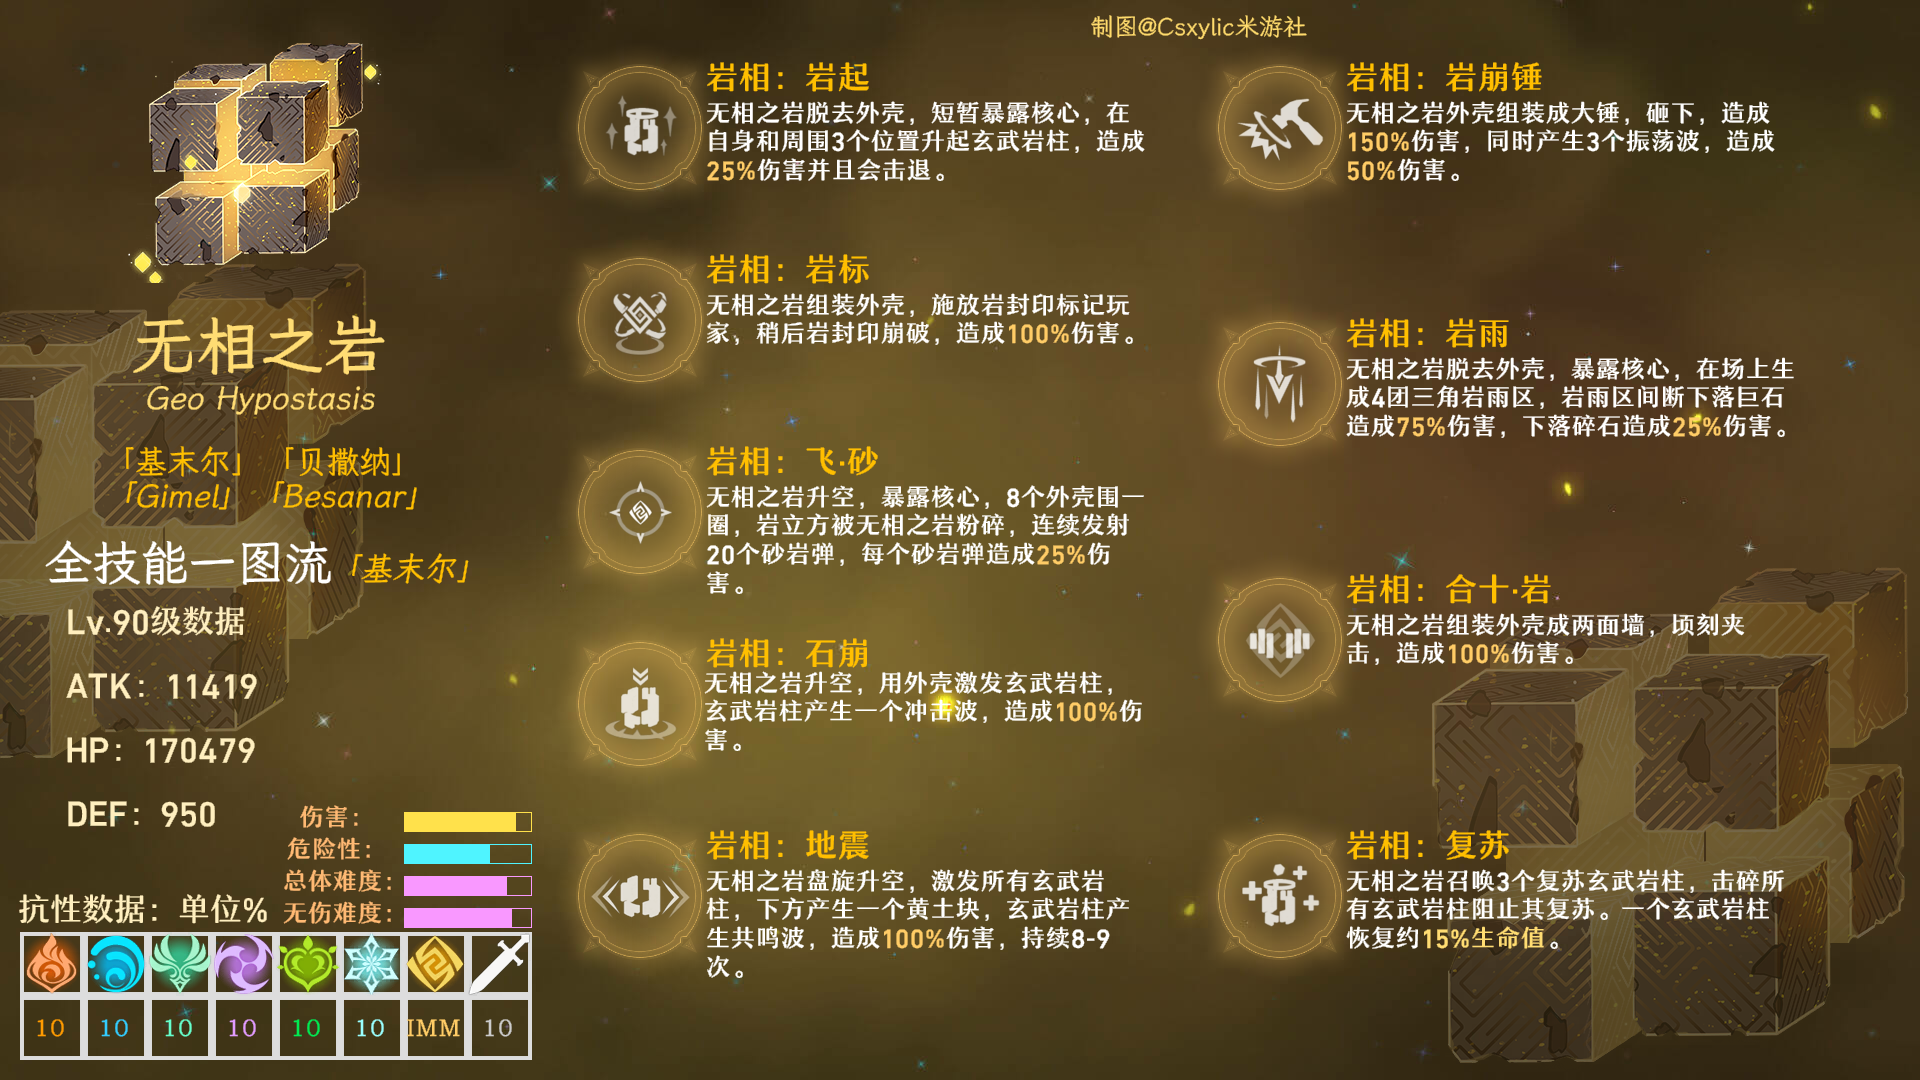 制图@Csxylic米游社
无相之岩
Geo Hypostasis
「基末尔」 「贝撒纳」
「Gimel」 「Besanar」
全技能一图流「基末尔」
Lv.90级数据
ATK: 11419
HP: 170479
DEF: 950
伤害:
危险性:
总体难度:
无伤难度:
抗性数据: 单位%
10 10 10 10 10 10 IMM 10
岩相: 岩起
无相之岩脱去外壳, 短暂暴露核心, 在
自身和周围3个位置升起玄武岩柱, 造成
25%伤害并且会击退。
岩相: 岩标
无相之岩组装外壳, 施放岩封印标记玩
家, 稍后岩封印崩破, 造成100%伤害。
岩相: 飞·砂
无相之岩升空, 暴露核心, 8个外壳围一
圈, 岩立方被无相之岩粉碎, 连续发射
20个砂岩弹, 每个砂岩弹造成25%伤
害。
岩相: 石崩
无相之岩升空, 用外壳激发玄武岩柱,
玄武岩柱产生一个冲击波, 造成100%伤
害。
岩相: 地震
无相之岩盘旋升空, 激发所有玄武岩
柱, 下方产生一个黄土块, 玄武岩柱产
生共鸣波, 造成100%伤害, 持续8-9
次。
岩相: 岩崩锤
无相之岩外壳组装成大锤, 砸下, 造成
150%伤害, 同时产生3个振荡波, 造成
50%伤害。
岩相: 岩雨
无相之岩脱去外壳, 暴露核心, 在场上生
成4团三角岩雨区, 岩雨区间断下落巨石
造成75%伤害, 下落碎石造成25%伤害。
岩相: 合十·岩
无相之岩组装外壳成两面墙, 顷刻夹
击, 造成100%伤害。
岩相: 复苏
无相之岩召唤3个复苏玄武岩柱, 击碎所
有玄武岩柱阻止其复苏。一个玄武岩柱
恢复约15%生命值。